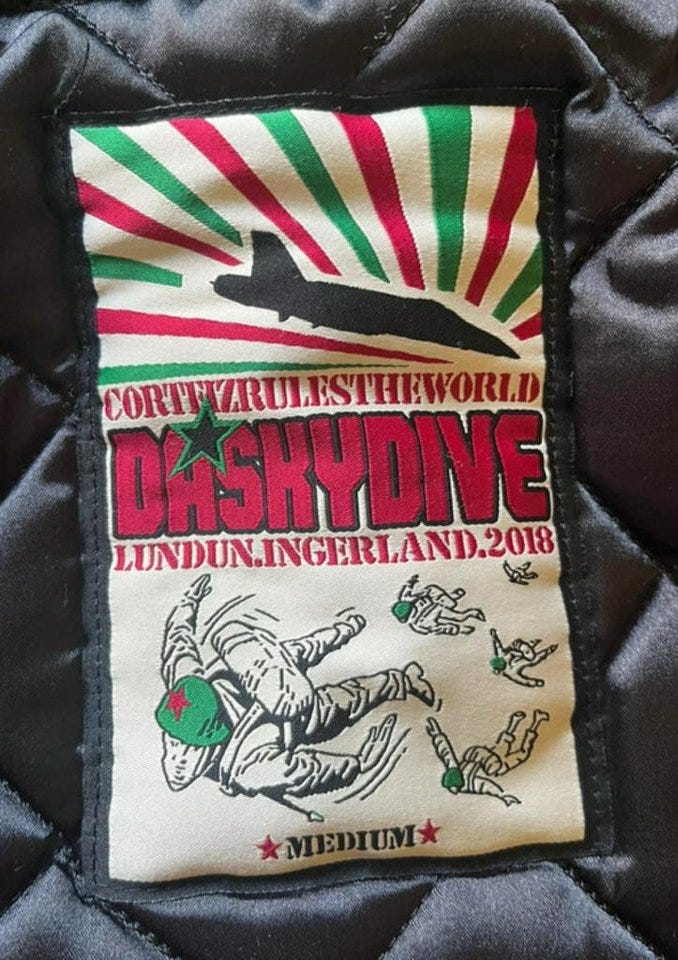 CORTEIZRULESTHEWORLD
DASKYDIVE
LUNDUN.INGERLAND.2018
★MEDIUM★